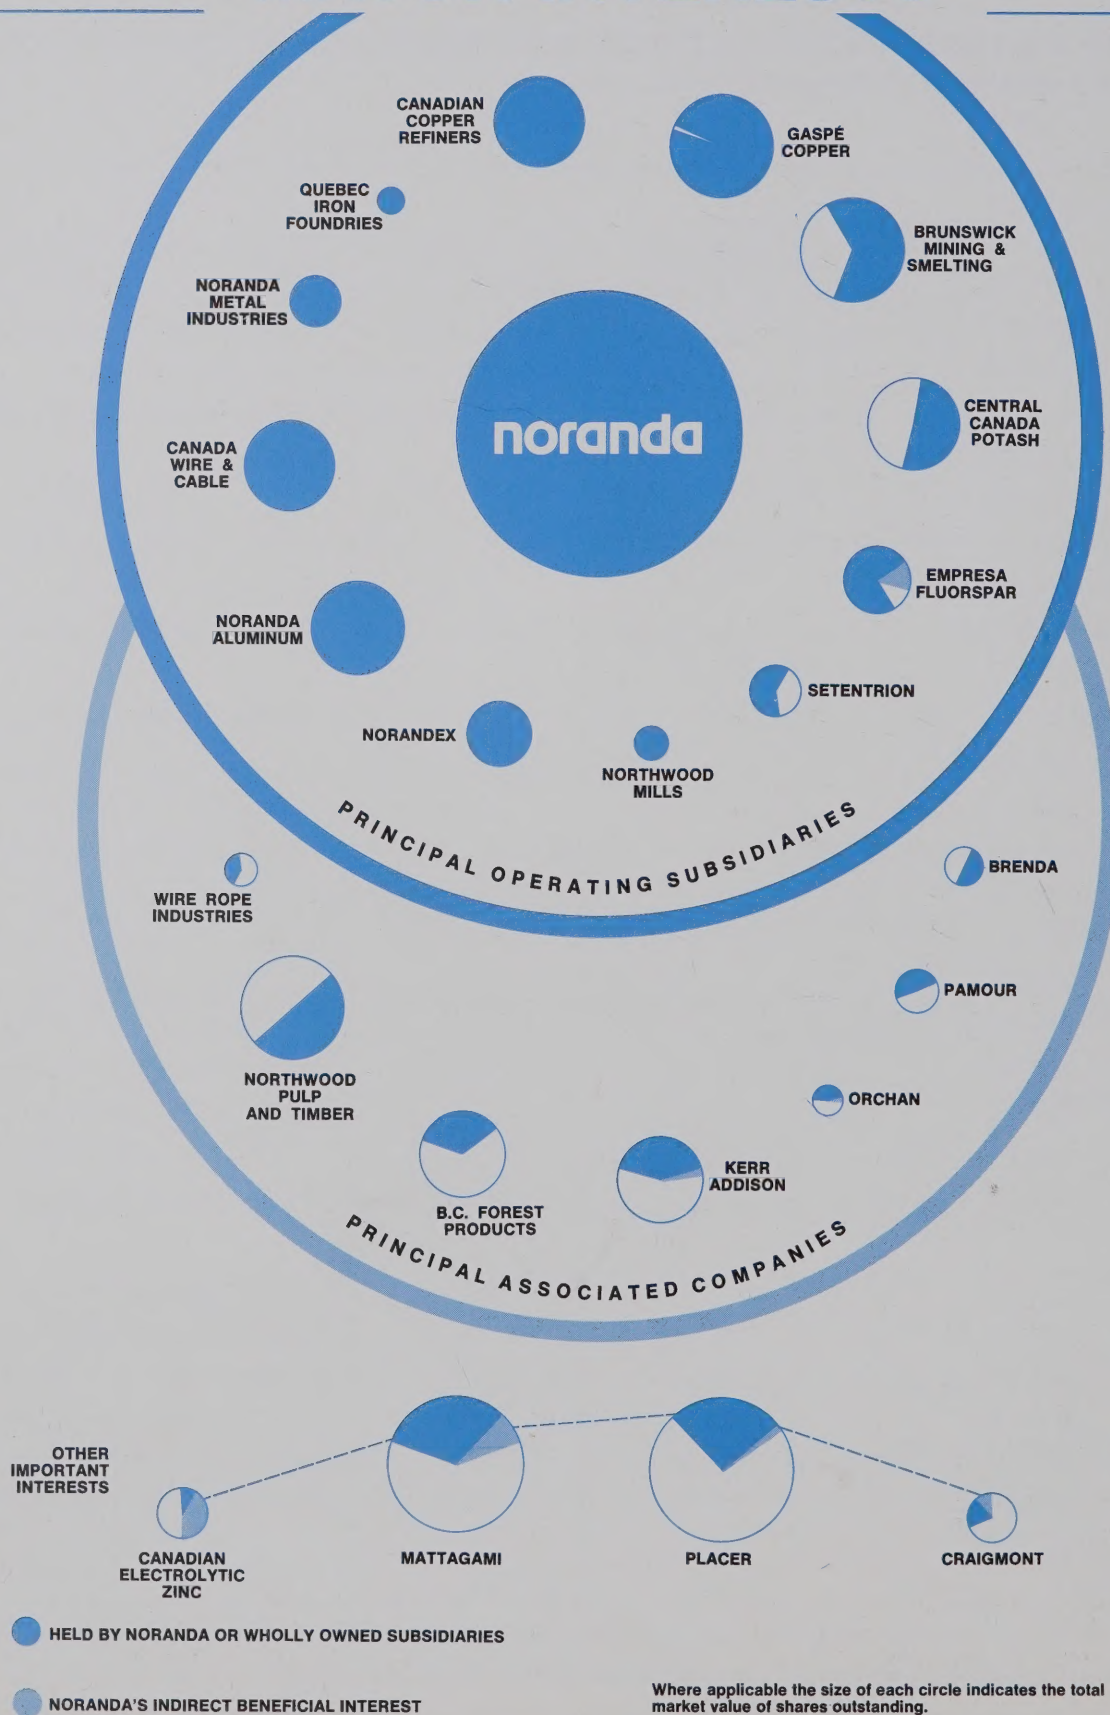 CANADIAN
COPPER
REFINERS
GASPÉ
COPPER
QUEBEC
IRON
FOUNDRIES
BRUNSWICK
MINING &
SMELTING
NORANDA
METAL
INDUSTRIES
noranda
CENTRAL
CANADA
POTASH
CANADA
WIRE &
CABLE
EMPRESA
FLUORSPAR
NORANDA
ALUMINUM
SETENTRION
NORANDEX
NORTHWOOD
MILLS
PRINCIPAL OPERATING SUBSIDIARIES
WIRE ROPE
INDUSTRIES
BRENDA
PAMOUR
NORTHWOOD
PULP
AND TIMBER
ORCHAN
KERR
ADDISON
B.C. FOREST
PRODUCTS
PRINCIPAL ASSOCIATED COMPANIES
OTHER
IMPORTANT
INTERESTS
CANADIAN
ELECTROLYTIC
ZINC
MATTAGAMI
PLACER
CRAIGMONT
HELD BY NORANDA OR WHOLLY OWNED SUBSIDIARIES
NORANDA'S INDIRECT BENEFICIAL INTEREST
Where applicable the size of each circle indicates the total
market value of shares outstanding.